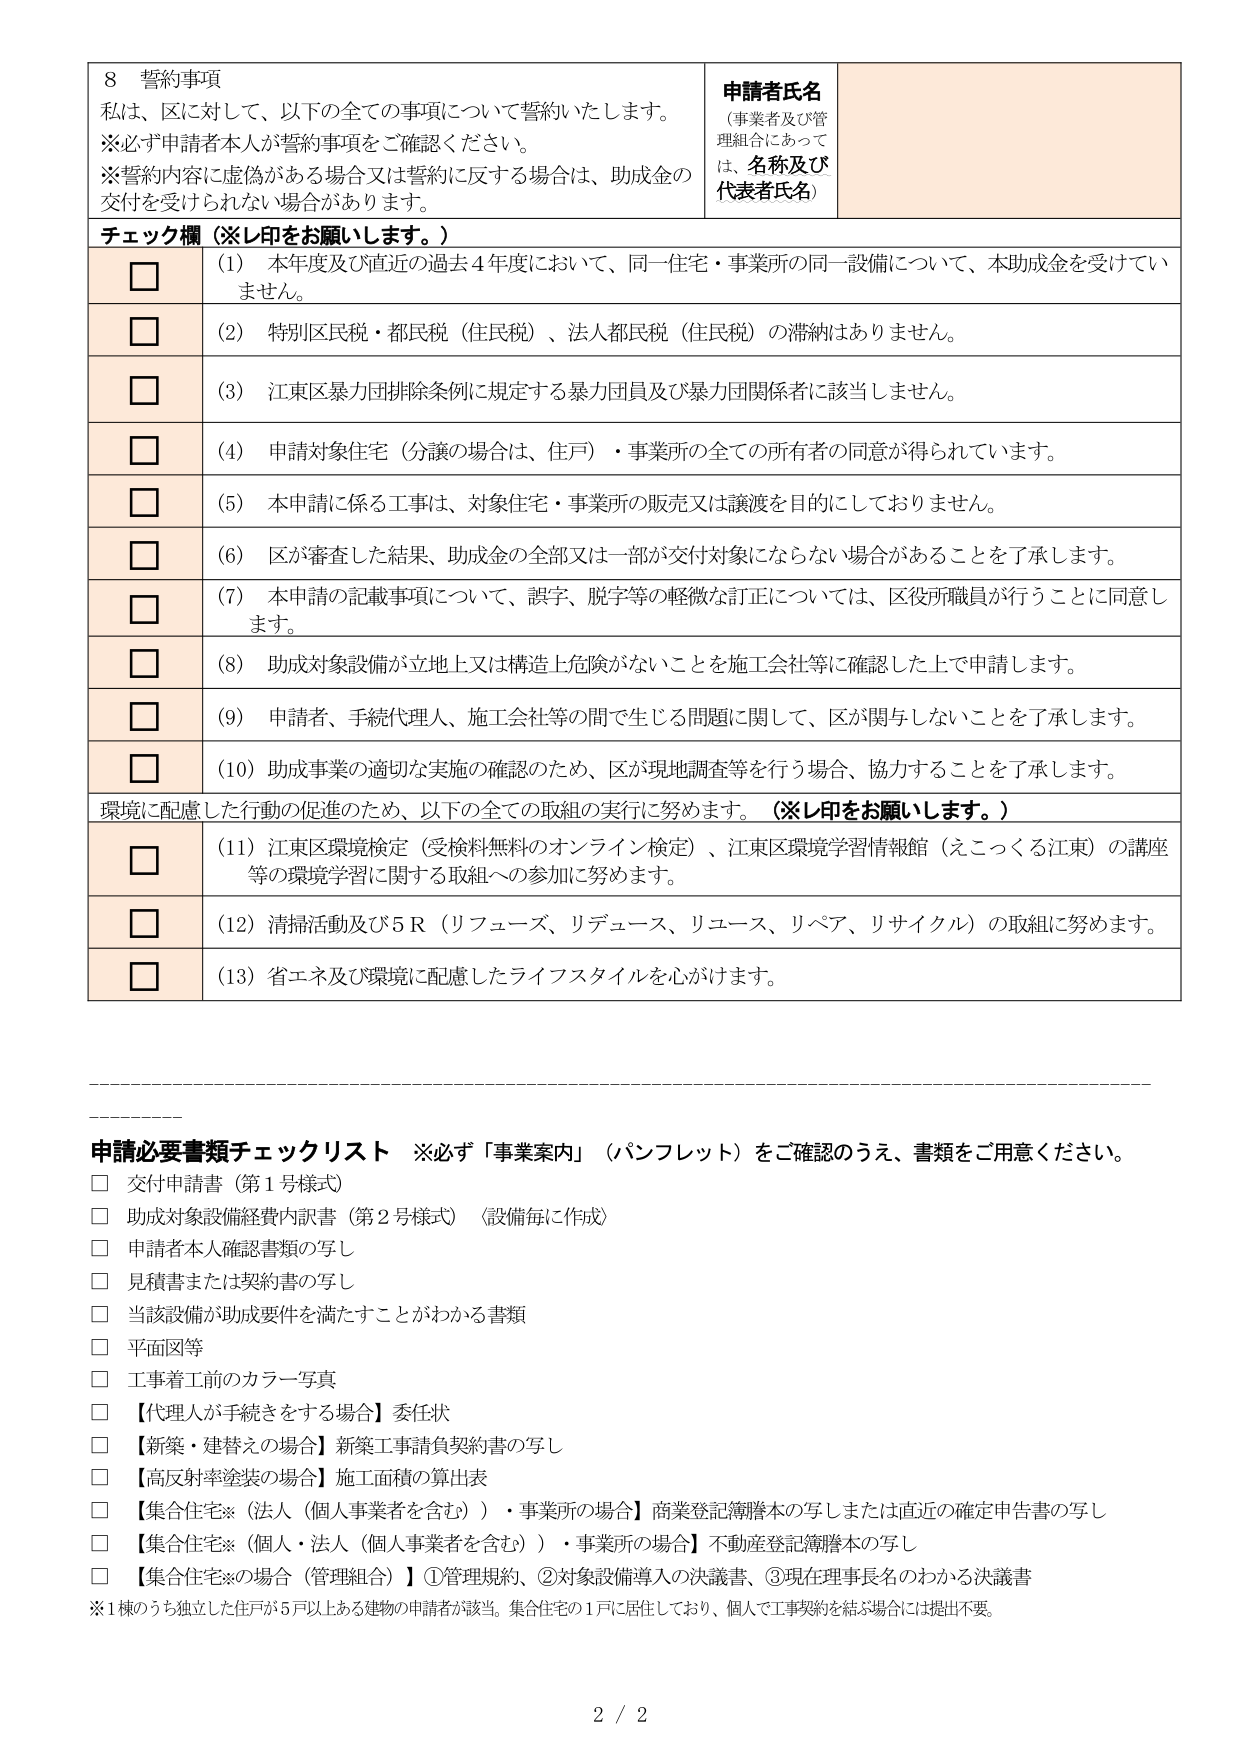 ８　誓約事項
私は、区に対して、以下の全ての事項について誓約いたします。
※必ず申請者本人が誓約事項をご確認ください。
※誓約内容に虚偽がある場合又は誓約に反する場合は、助成金の
交付を受けられない場合があります。
申請者氏名
（事業者及び管
理組合にあって
は、名称及び
代表者氏名）
チェック欄（※レ印をお願いします。）
□
（1）　本年度及び直近の過去４年度において、同一住宅・事業所の同一設備について、本助成金を受けてい
ません。
□
（2）　特別区民税・都民税（住民税）、法人都民税（住民税）の滞納はありません。
□
（3）　江東区暴力団排除条例に規定する暴力団員及び暴力団関係者に該当しません。
□
（4）　申請対象住宅（分譲の場合は、住戸）・事業所の全ての所有者の同意が得られています。
□
（5）　本申請に係る工事は、対象住宅・事業所の販売又は譲渡を目的にしておりません。
□
（6）　区が審査した結果、助成金の全部又は一部が交付対象にならない場合があることを了承します。
□
（7）　本申請の記載事項について、誤字、脱字等の軽微な訂正については、区役所職員が行うことに同意し
ます。
□
（8）　助成対象設備が立地上又は構造上危険がないことを施工会社等に確認した上で申請します。
□
（9）　申請者、手続代理人、施工会社等の間で生じる問題に関して、区が関与しないことを了承します。
□
（10）助成事業の適切な実施の確認のため、区が現地調査等を行う場合、協力することを了承します。
環境に配慮した行動の促進のため、以下の全ての取組の実行に努めます。（※レ印をお願いします。）
□
（11）江東区環境検定（受検料無料のオンライン検定）、江東区環境学習情報館（えこっくる江東）の講座
等の環境学習に関する取組への参加に努めます。
□
（12）清掃活動及び５Ｒ（リフューズ、リデュース、リユース、リペア、リサイクル）の取組に努めます。
□
（13）省エネ及び環境に配慮したライフスタイルを心がけます。
申請必要書類チェックリスト　※必ず「事業案内」（パンフレット）をご確認のうえ、書類をご用意ください。
□　交付申請書（第１号様式）
□　助成対象設備経費内訳書（第２号様式）〈設備毎に作成〉
□　申請者本人確認書類の写し
□　見積書または契約書の写し
□　当該設備が助成要件を満たすことがわかる書類
□　平面図等
□　工事着工前のカラー写真
□　【代理人が手続きをする場合】委任状
□　【新築・建替えの場合】新築工事請負契約書の写し
□　【高反射率塗装の場合】施工面積の算出表
□　【集合住宅※（法人（個人事業者を含む））・事業所の場合】商業登記簿謄本の写しまたは直近の確定申告書の写し
□　【集合住宅※（個人・法人（個人事業者を含む））・事業所の場合】不動産登記簿謄本の写し
□　【集合住宅※の場合（管理組合）】①管理規約、②対象設備導入の決議書、③現在理事長名のわかる決議書
※１棟のうち独立した住戸が５戸以上ある建物の申請者が該当。集合住宅の１戸に居住しており、個人で工事契約を結ぶ場合には提出不要。
2 / 2